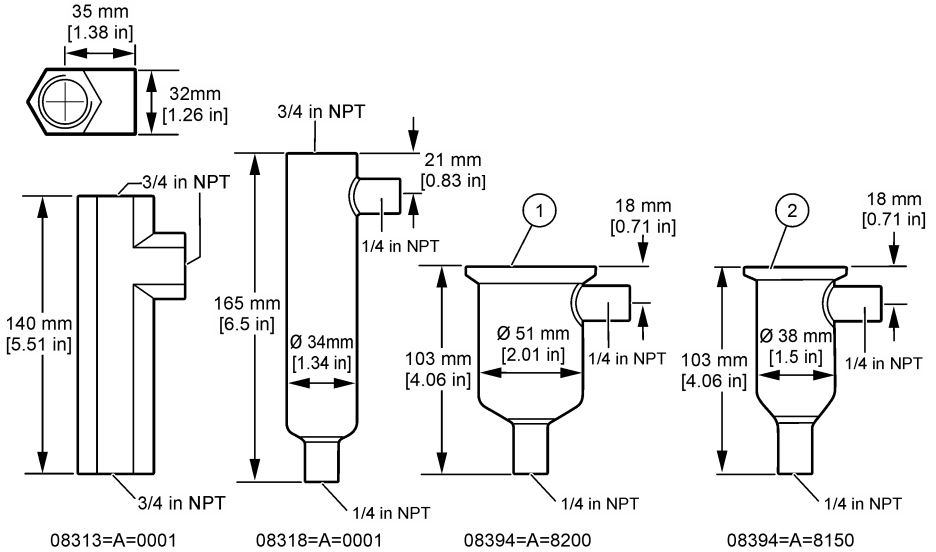 35 mm
[1.38 in]
32mm
[1.26 in]
3/4 in NPT
140 mm
[5.51 in]
3/4 in NPT
08313=A=0001
3/4 in NPT
21 mm
[0.83 in]
1/4 in NPT
165 mm
[6.5 in]
Ø 34mm
[1.34 in]
1/4 in NPT
08318=A=0001
1
18 mm
[0.71 in]
Ø 51 mm
[2.01 in]
1/4 in NPT
103 mm
[4.06 in]
1/4 in NPT
08394=A=8200
2
18 mm
[0.71 in]
Ø 38 mm
[1.5 in]
1/4 in NPT
103 mm
[4.06 in]
1/4 in NPT
08394=A=8150